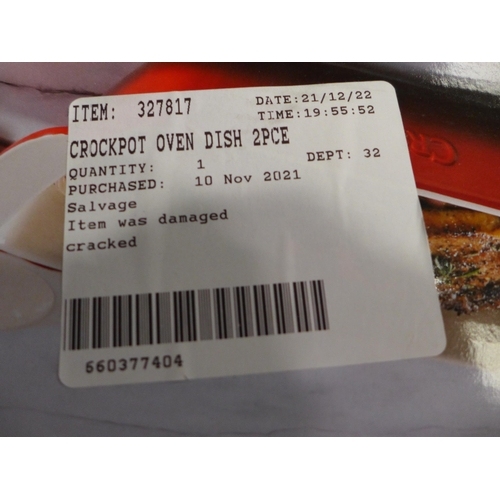 ITEM: 327817 DATE:21/12/22
TIME:19:55:52
CROCKPOT OVEN DISH 2PCE
QUANTITY: 1 DEPT: 32
PURCHASED: 10 Nov 2021
Salvage
Item was damaged
cracked
660377404